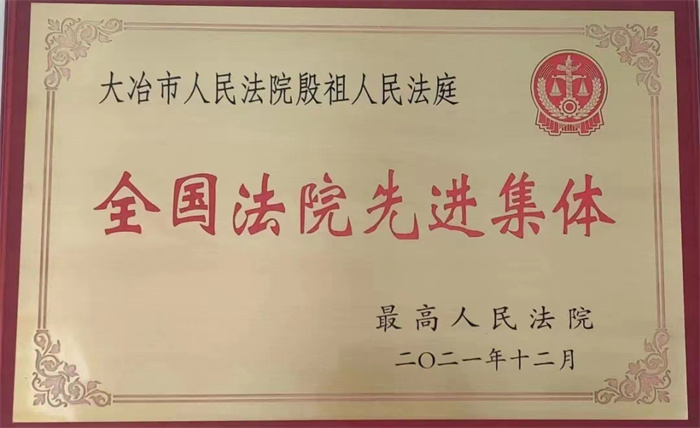 大冶市人民法院殷祖人民法庭
全国法院先进集体
最高人民法院
二〇二一年十二月